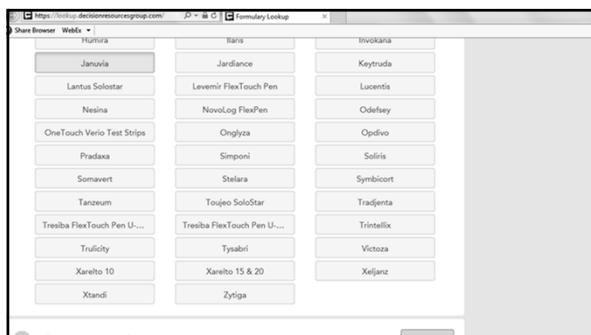 https://lookup.decisionresourcesgroup.com/ Formulary Lookup
Share Browser WebEx
Humira Ilaris Invokana
Januvia Jardiance Keytruda
Lantus Solostar Levemir FlexTouch Pen Lucentis
Nesina NovoLog FlexPen Odefsey
OneTouch Verio Test Strips Onglyza Opdivo
Pradaxa Simponi Soliris
Somavert Stelara Symbicort
Tanzeum Toujeo SoloStar Tradjenta
Tresiba FlexTouch Pen U-... Tresiba FlexTouch Pen U-... Trintellix
Trulicity Tysabri Victoza
Xarelto 10 Xarelto 15 & 20 Xeljanz
Xtandi Zytiga